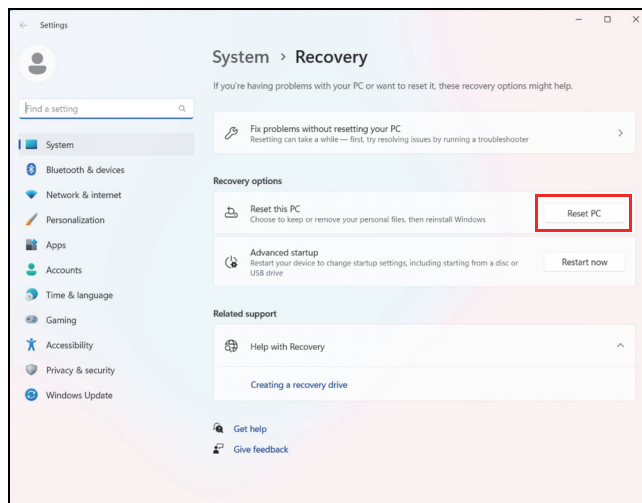 Settings
System > Recovery
If you're having problems with your PC or want to reset it, these recovery options might help.
Find a setting
Fix problems without resetting your PC
Resetting can take a while — first, try resolving issues by running a troubleshooter
System
Bluetooth & devices
Network & internet
Personalization
Apps
Accounts
Time & language
Gaming
Accessibility
Privacy & security
Windows Update
Recovery options
Reset this PC
Choose to keep or remove your personal files, then reinstall Windows
Reset PC
Advanced startup
Restart your device to change startup settings, including starting from a disc or
USB drive
Restart now
Related support
Help with Recovery
Creating a recovery drive
Get help
Give feedback